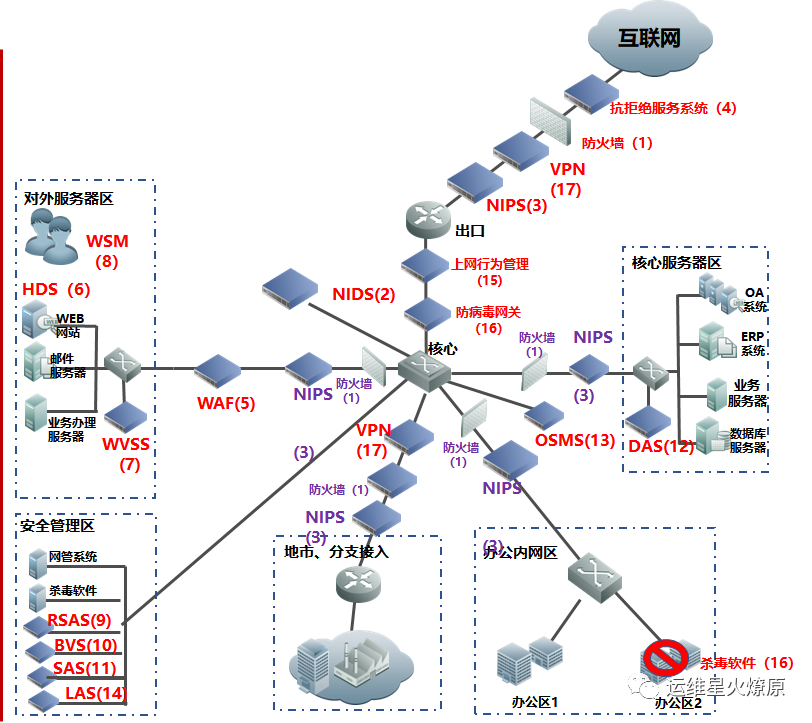 互联网
抗拒绝服务系统（4）
防火墙（1）
VPN
(17)
NIPS(3)
出口
上网行为管理
（15）
防病毒网关
（16）
NIDS(2)
核心
对外服务器区
WSM
（8）
HDS（6）
WEB
网站
邮件
服务器
业务办理
服务器
WVSS
（7）
WAF(5)
NIPS
防火墙
（1）
(3)
防火墙
（1）
NIPS
(3)
核心服务器区
OA
系统
ERP
系统
业务
服务器
数据库
服务器
DAS(12)
OSMS(13)
VPN
(17)
防火墙（1）
NIPS
(3)
地市、分支接入
防火墙
（1）
NIPS
(3)
办公内网区
办公区1
办公区2
杀毒软件（16）
安全管理区
网管系统
杀毒软件
RSAS(9)
BVS(10)
SAS(11)
LAS(14)
运维星火燎原